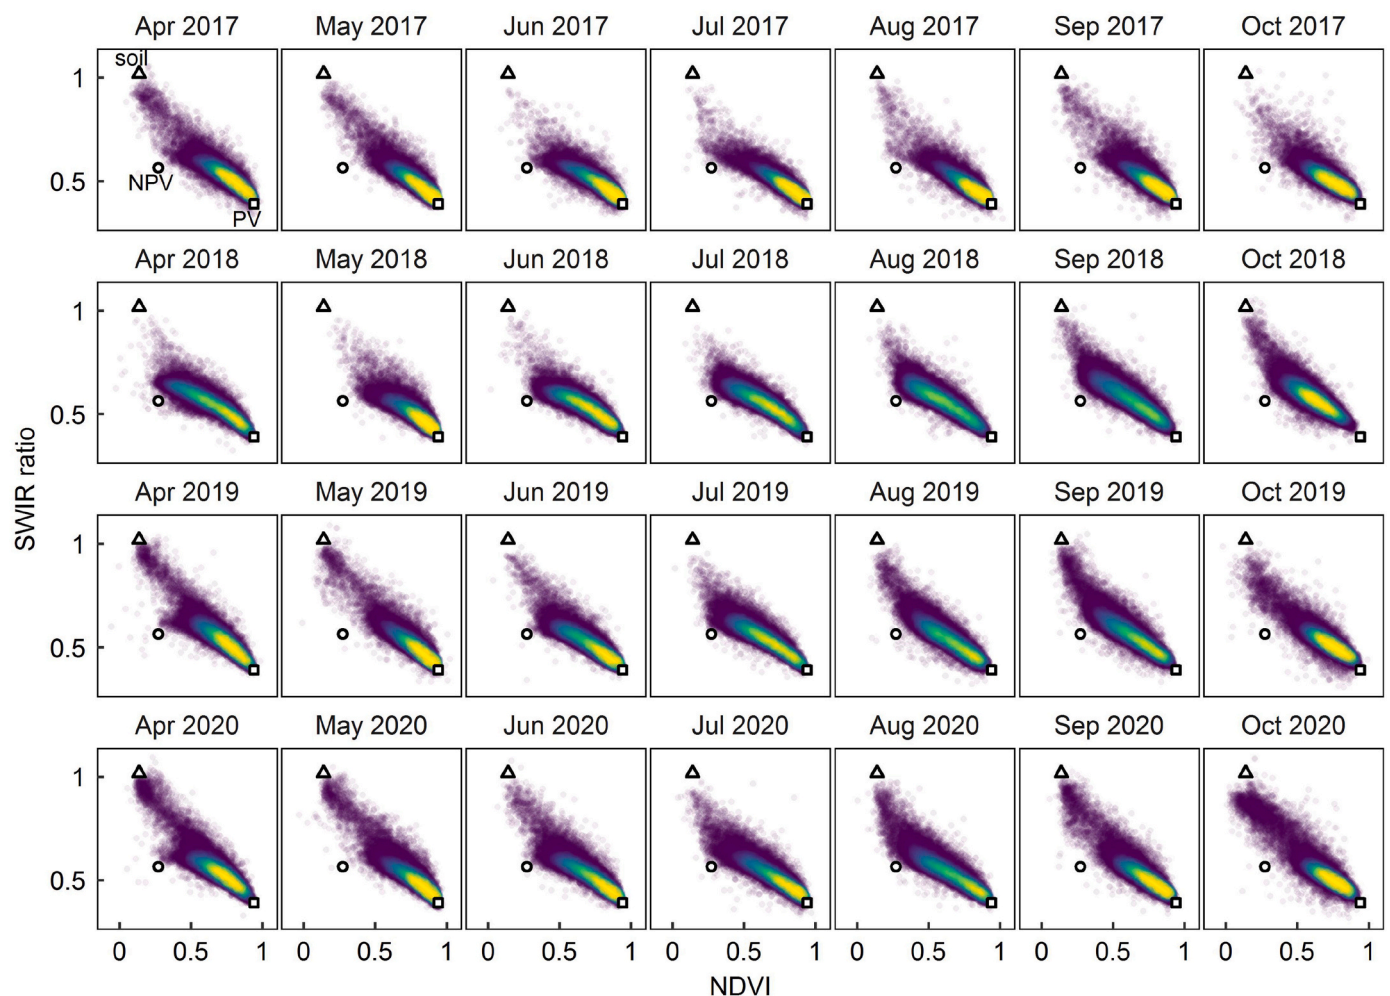 Apr 2017 May 2017 Jun 2017 Jul 2017 Aug 2017 Sep 2017 Oct 2017
soil
1
NPV
0.5
PV
Apr 2018 May 2018 Jun 2018 Jul 2018 Aug 2018 Sep 2018 Oct 2018
1
0.5
SWIR ratio
Apr 2019 May 2019 Jun 2019 Jul 2019 Aug 2019 Sep 2019 Oct 2019
1
0.5
Apr 2020 May 2020 Jun 2020 Jul 2020 Aug 2020 Sep 2020 Oct 2020
1
0.5
0 0.5 1 0 0.5 1 0 0.5 1 0 0.5 1 0 0.5 1 0 0.5 1 0 0.5 1
NDVI